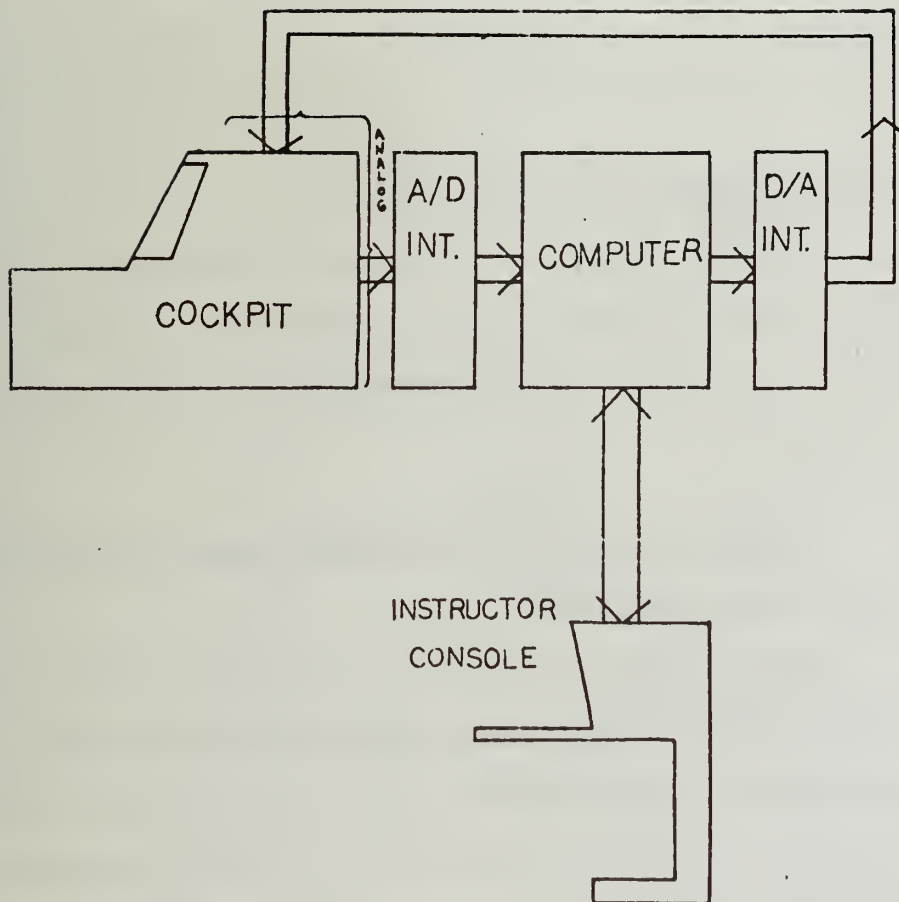 ANALOG
A/D
INT.
COMPUTER
D/A
INT.
COCKPIT
INSTRUCTOR
CONSOLE